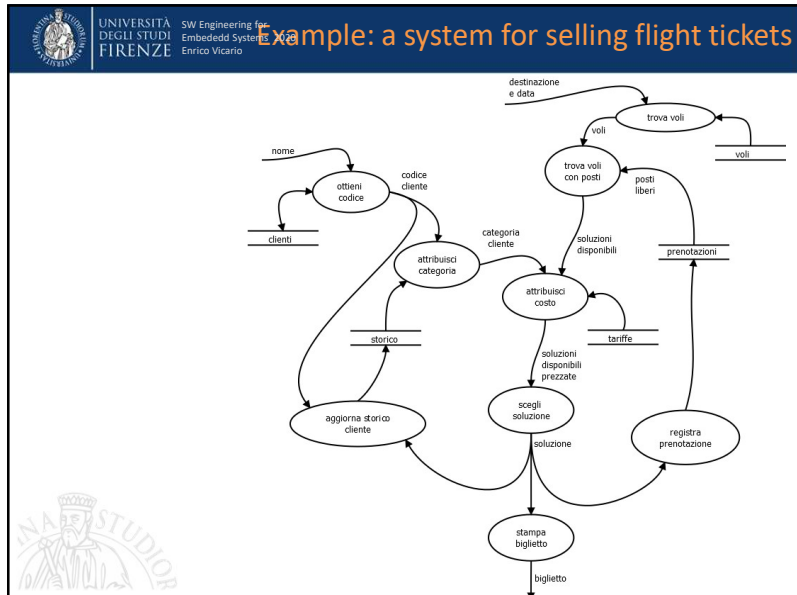 UNIVERSITÀ
DEGLI STUDI
FIRENZE
SW Engineering for
Embededd Systems 2020
Enrico Vicario
Example: a system for selling flight tickets
destinazione
e data
trova voli
voli
voli
nome
codice
cliente
trova voli
con posti
posti
liberi
ottieni
codice
clienti
categoria
cliente
soluzioni
disponibili
prenotazioni
attribuisci
categoria
attribuisci
costo
storico
tariffe
soluzioni
disponibili
prezzate
scegli
soluzione
aggiorna storico
cliente
registra
prenotazione
soluzione
stampa
biglietto
biglietto